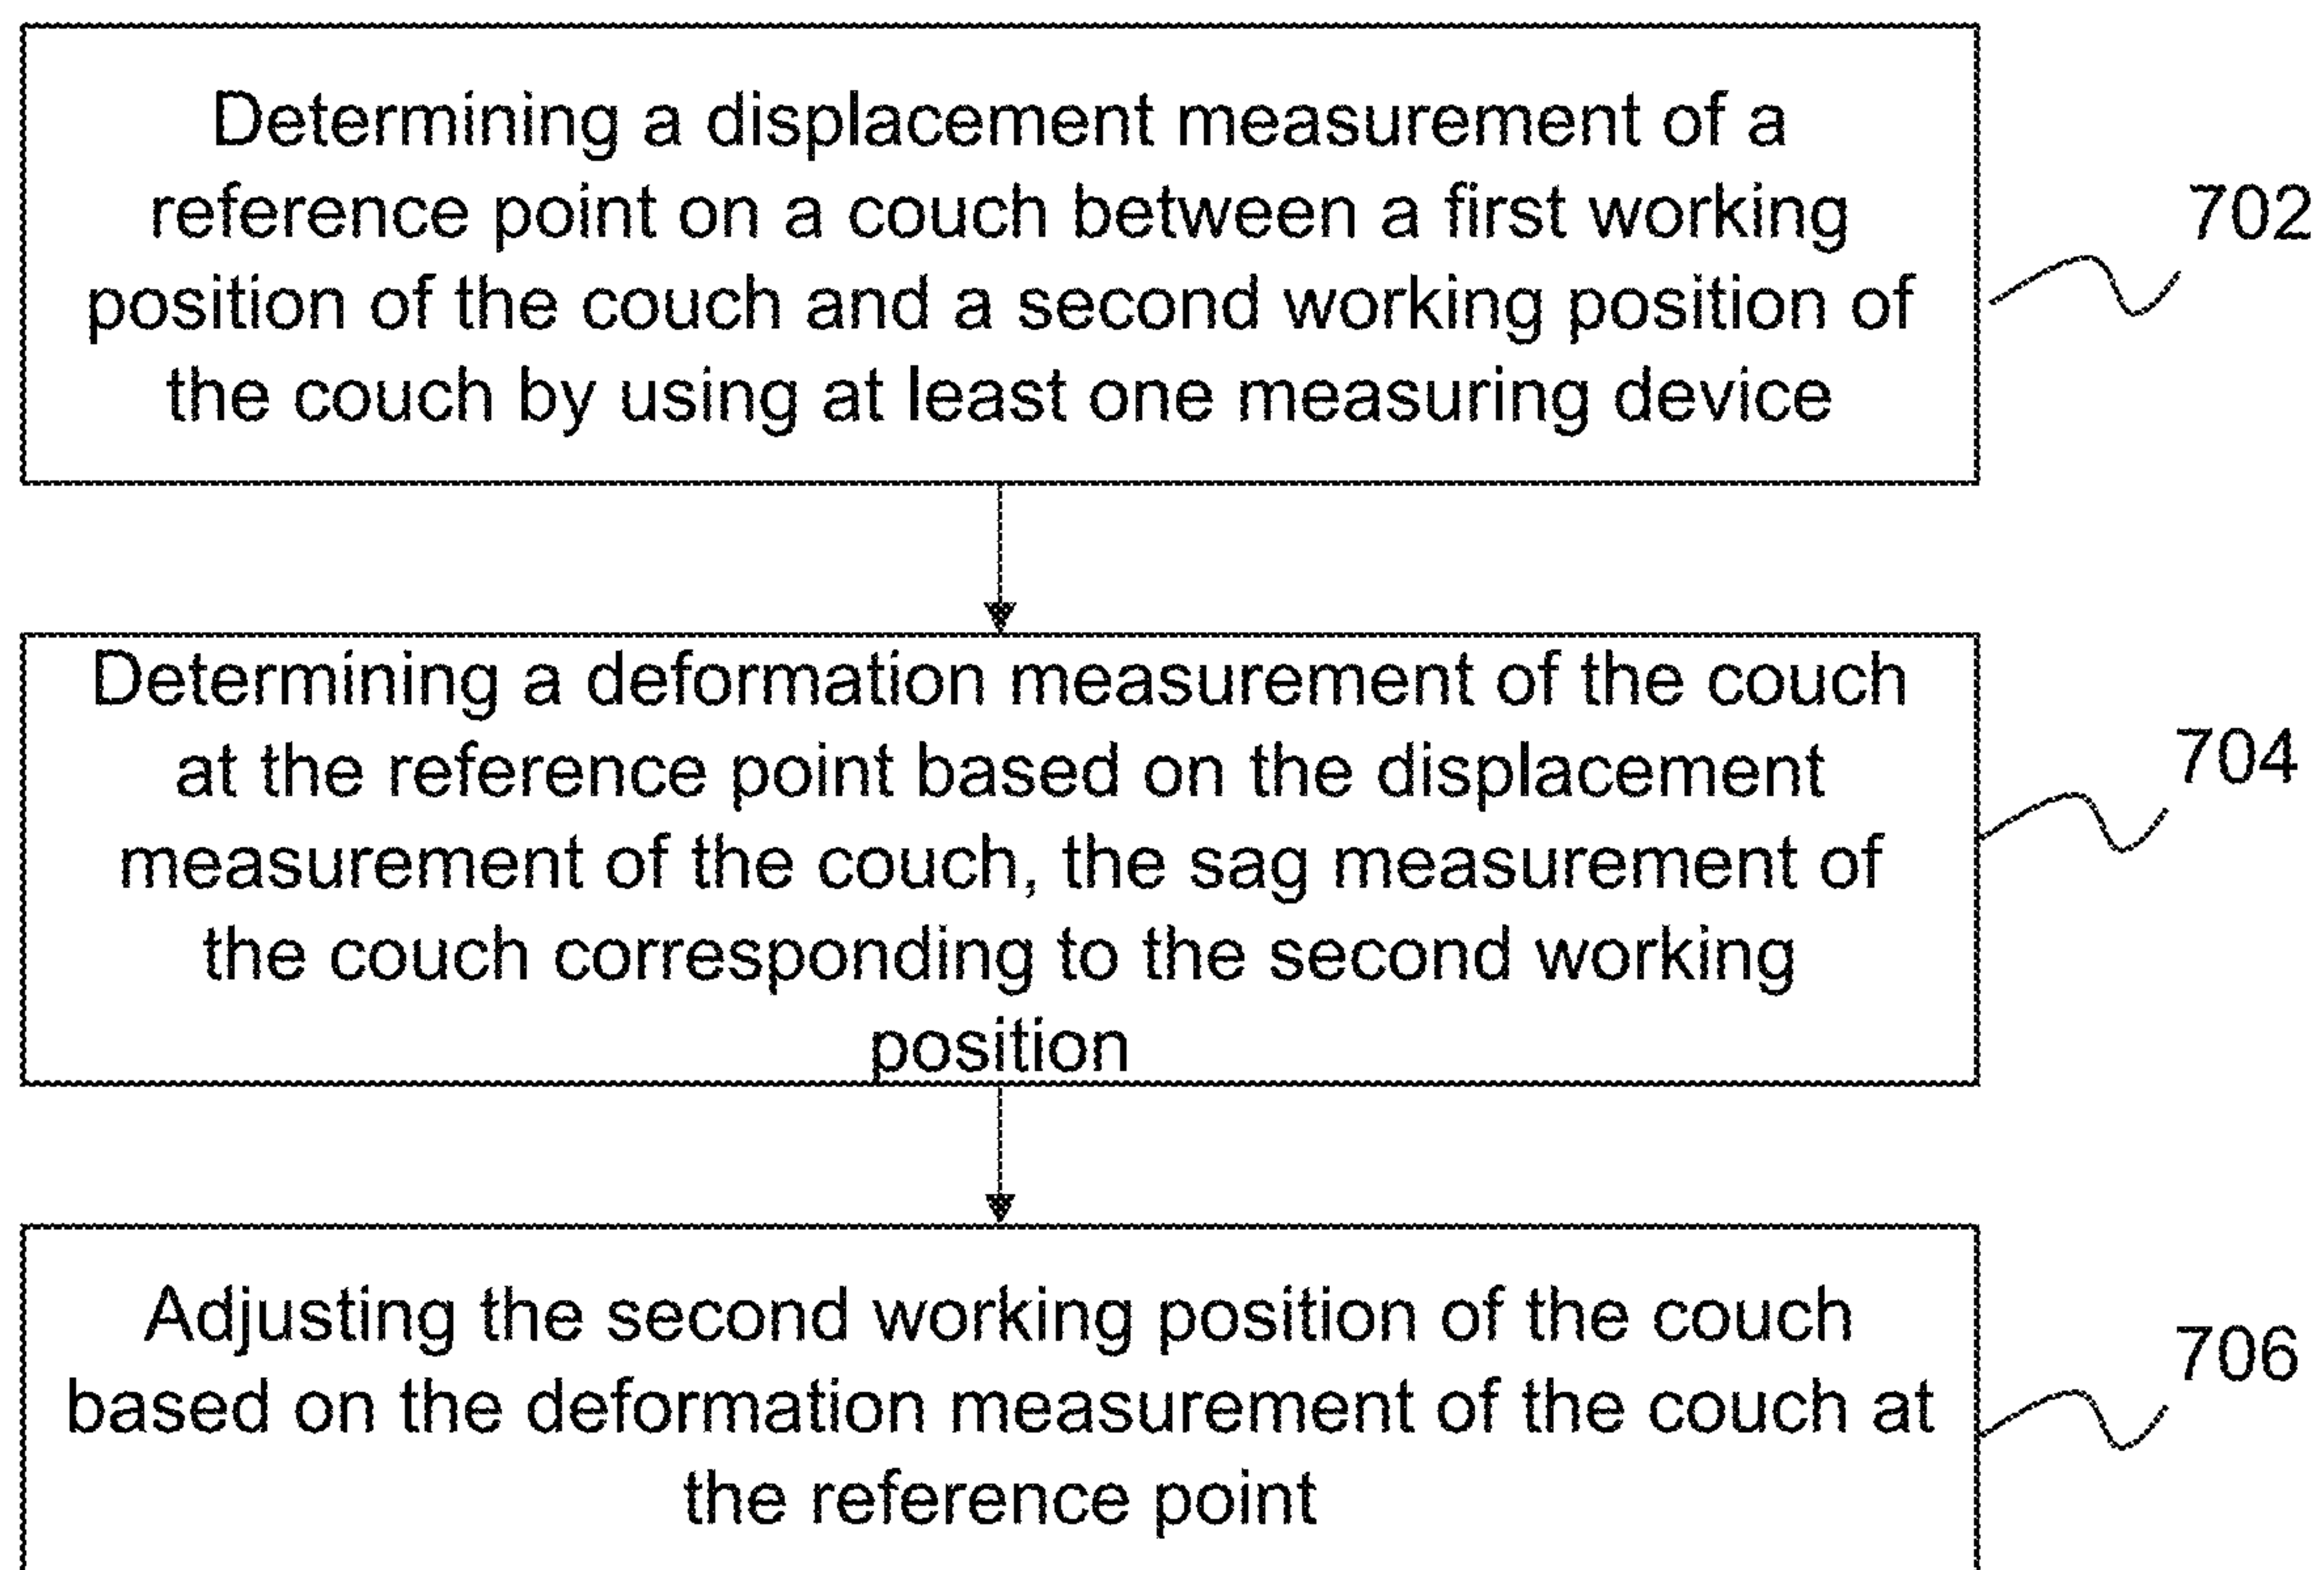 Determining a displacement measurement of a
reference point on a couch between a first working
position of the couch and a second working position of
the couch by using at least one measuring device
702
Determining a deformation measurement of the couch
at the reference point based on the displacement
measurement of the couch, the sag measurement of
the couch corresponding to the second working
position
704
Adjusting the second working position of the couch
based on the deformation measurement of the couch at
the reference point
706